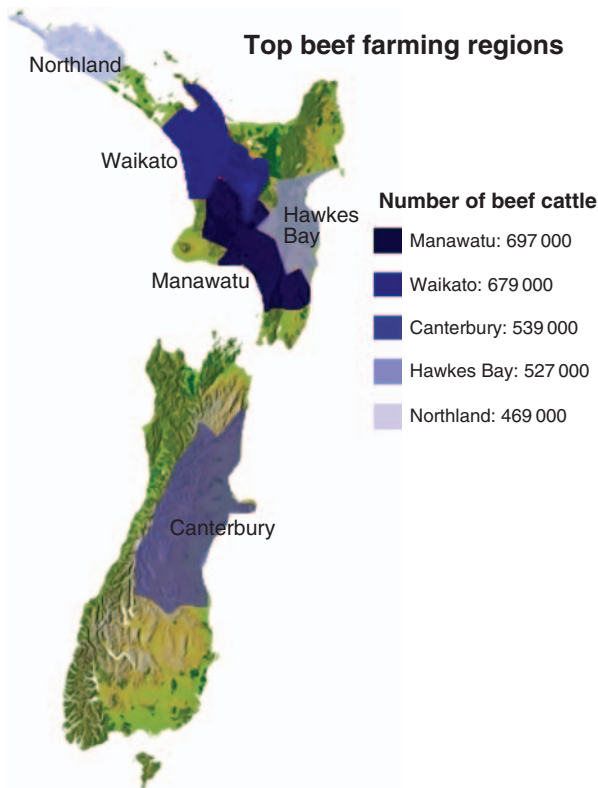 Top beef farming regions
Northland
Waikato
Hawkes
Bay
Manawatu
Canterbury
Number of beef cattle
Manawatu: 697 000
Waikato: 679 000
Canterbury: 539 000
Hawkes Bay: 527 000
Northland: 469 000